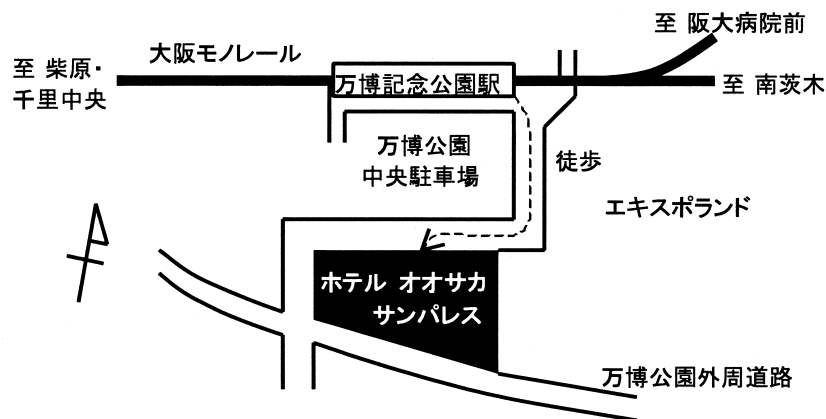 至 阪大病院前
大阪モノレール
至 柴原・
千里中央
万博記念公園駅
至 南茨木
万博公園
中央駐車場
徒歩
エキスポランド
ホテル オオサカ
サンパレス
万博公園外周道路